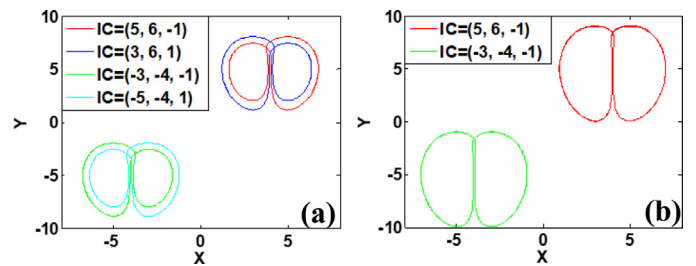 IC=(5, 6, -1)
IC=(3, 6, 1)
IC=(-3, -4, -1)
IC=(-5, -4, 1)
10
5
0
-5
-10
Y
-5
0
5
X
(a)
IC=(5, 6, -1)
IC=(-3, -4, -1)
10
5
0
-5
-10
Y
-5
0
5
X
(b)